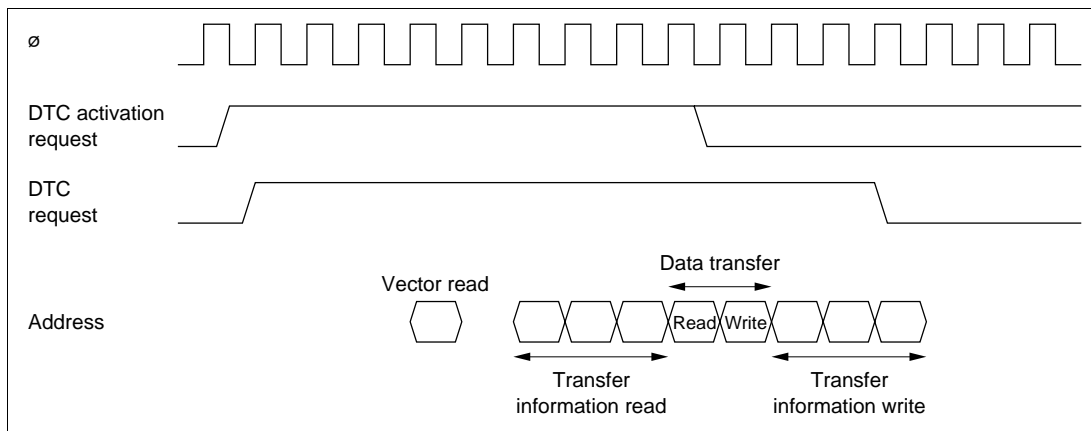 ø
DTC activation
request
DTC
request
Data transfer
Vector read
Address
Read Write
Transfer
information read
Transfer
information write